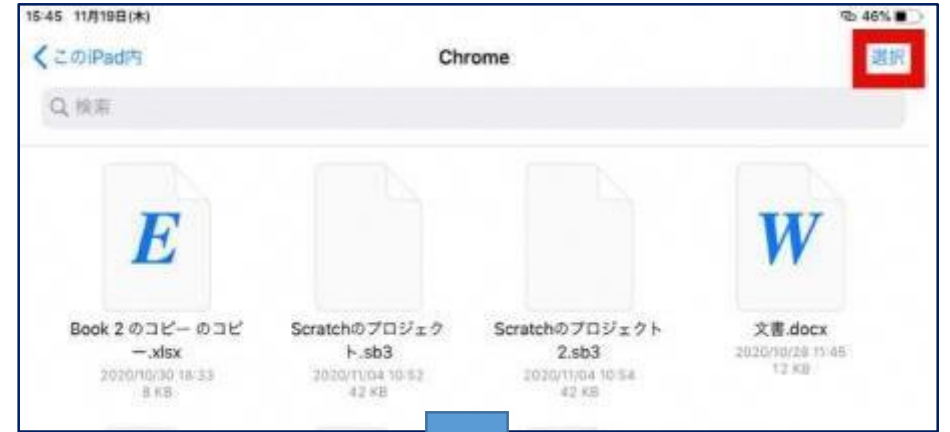 15:45 11月19日(木)
46%
このiPad内
Chrome
選択
検索
E
W
Book 2 のコピー のコピ
ー.xlsx
2020/10/30 18:33
8 KB
Scratchのプロジェク
ト.sb3
2020/11/04 10:52
42 KB
Scratchのプロジェクト
2.sb3
2020/11/04 10:54
42 KB
文書.docx
2020/10/28 11:45
12 KB